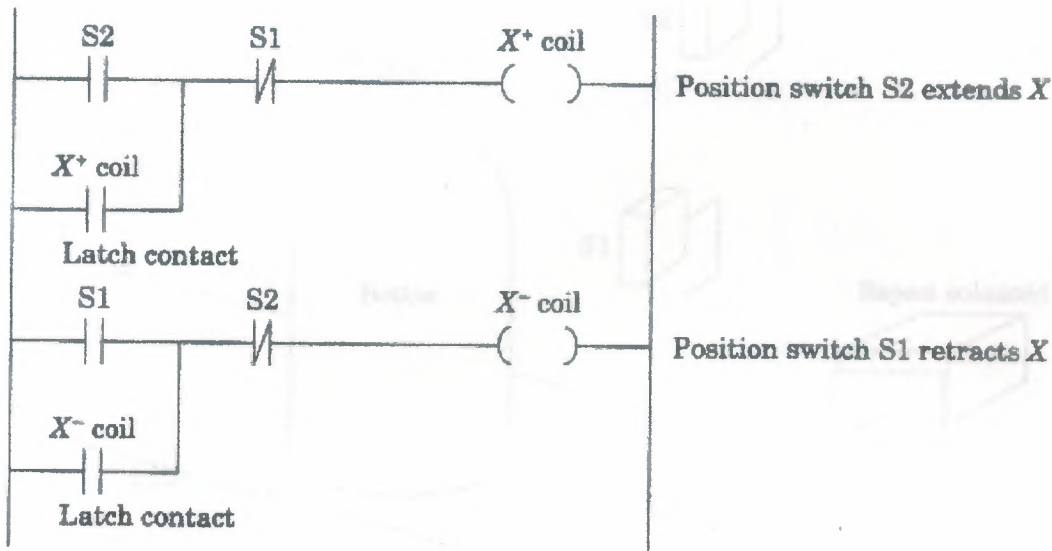 S2
S1
X⁺ coil
Position switch S2 extends X
X⁺ coil
Latch contact
S1
S2
X⁻ coil
Position switch S1 retracts X
X⁻ coil
Latch contact